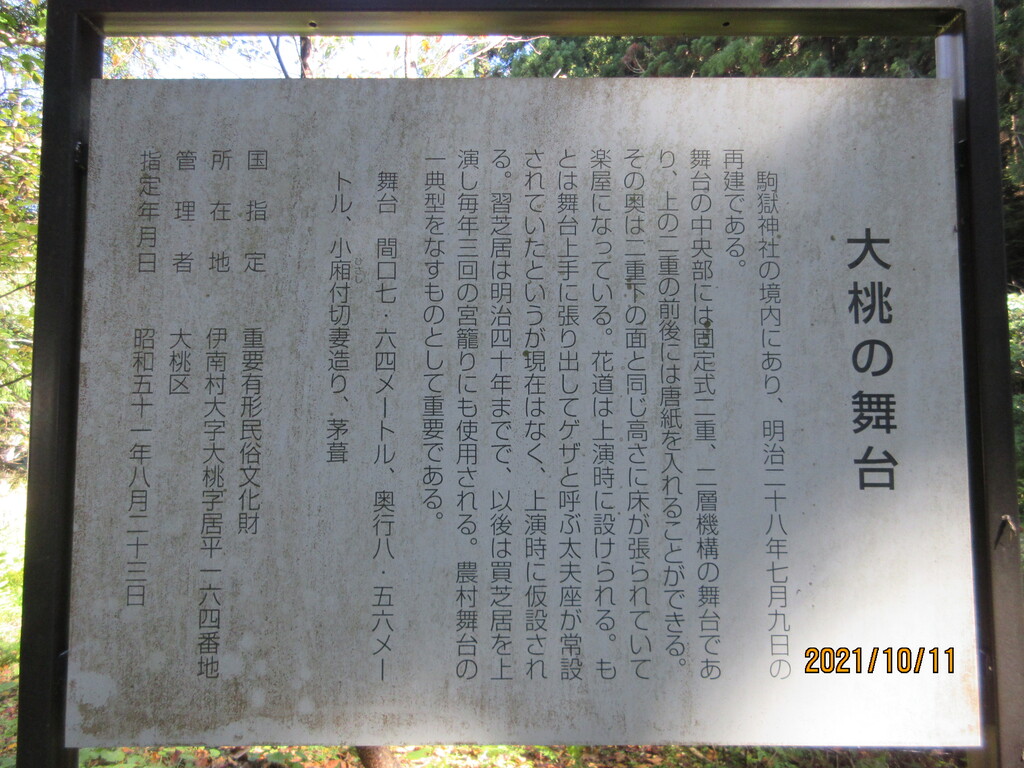 大桃の舞台
駒嶽神社の境内にあり、明治二十八年七月九日の
再建である。
舞台の中央部には固定式二重、二層機構の舞台であ
り、上の二重の前後には唐紙を入れることができる。
その奥は二重下の面と同じ高さに床が張られていて
楽屋になっている。花道は上演時に設けられる。も
とは舞台上手に張り出してゲザと呼ぶ太夫座が常設
されていたというが現在はなく、上演時に仮設され
る。習芝居は明治四十年までで、以後は買芝居を上
演し毎年三回の宮籠りにも使用される。農村舞台の
一典型をなすものとして重要である。
舞台　間口七・六四メートル、奥行八・五六メー
トル、小廂付切妻造り、茅葺
ひさし
国指定　重要有形民俗文化財
所在地　伊南村大字大桃字居平一六四番地
管理者　大桃区
指定年月日　昭和五十一年八月二十三日
2021/10/11